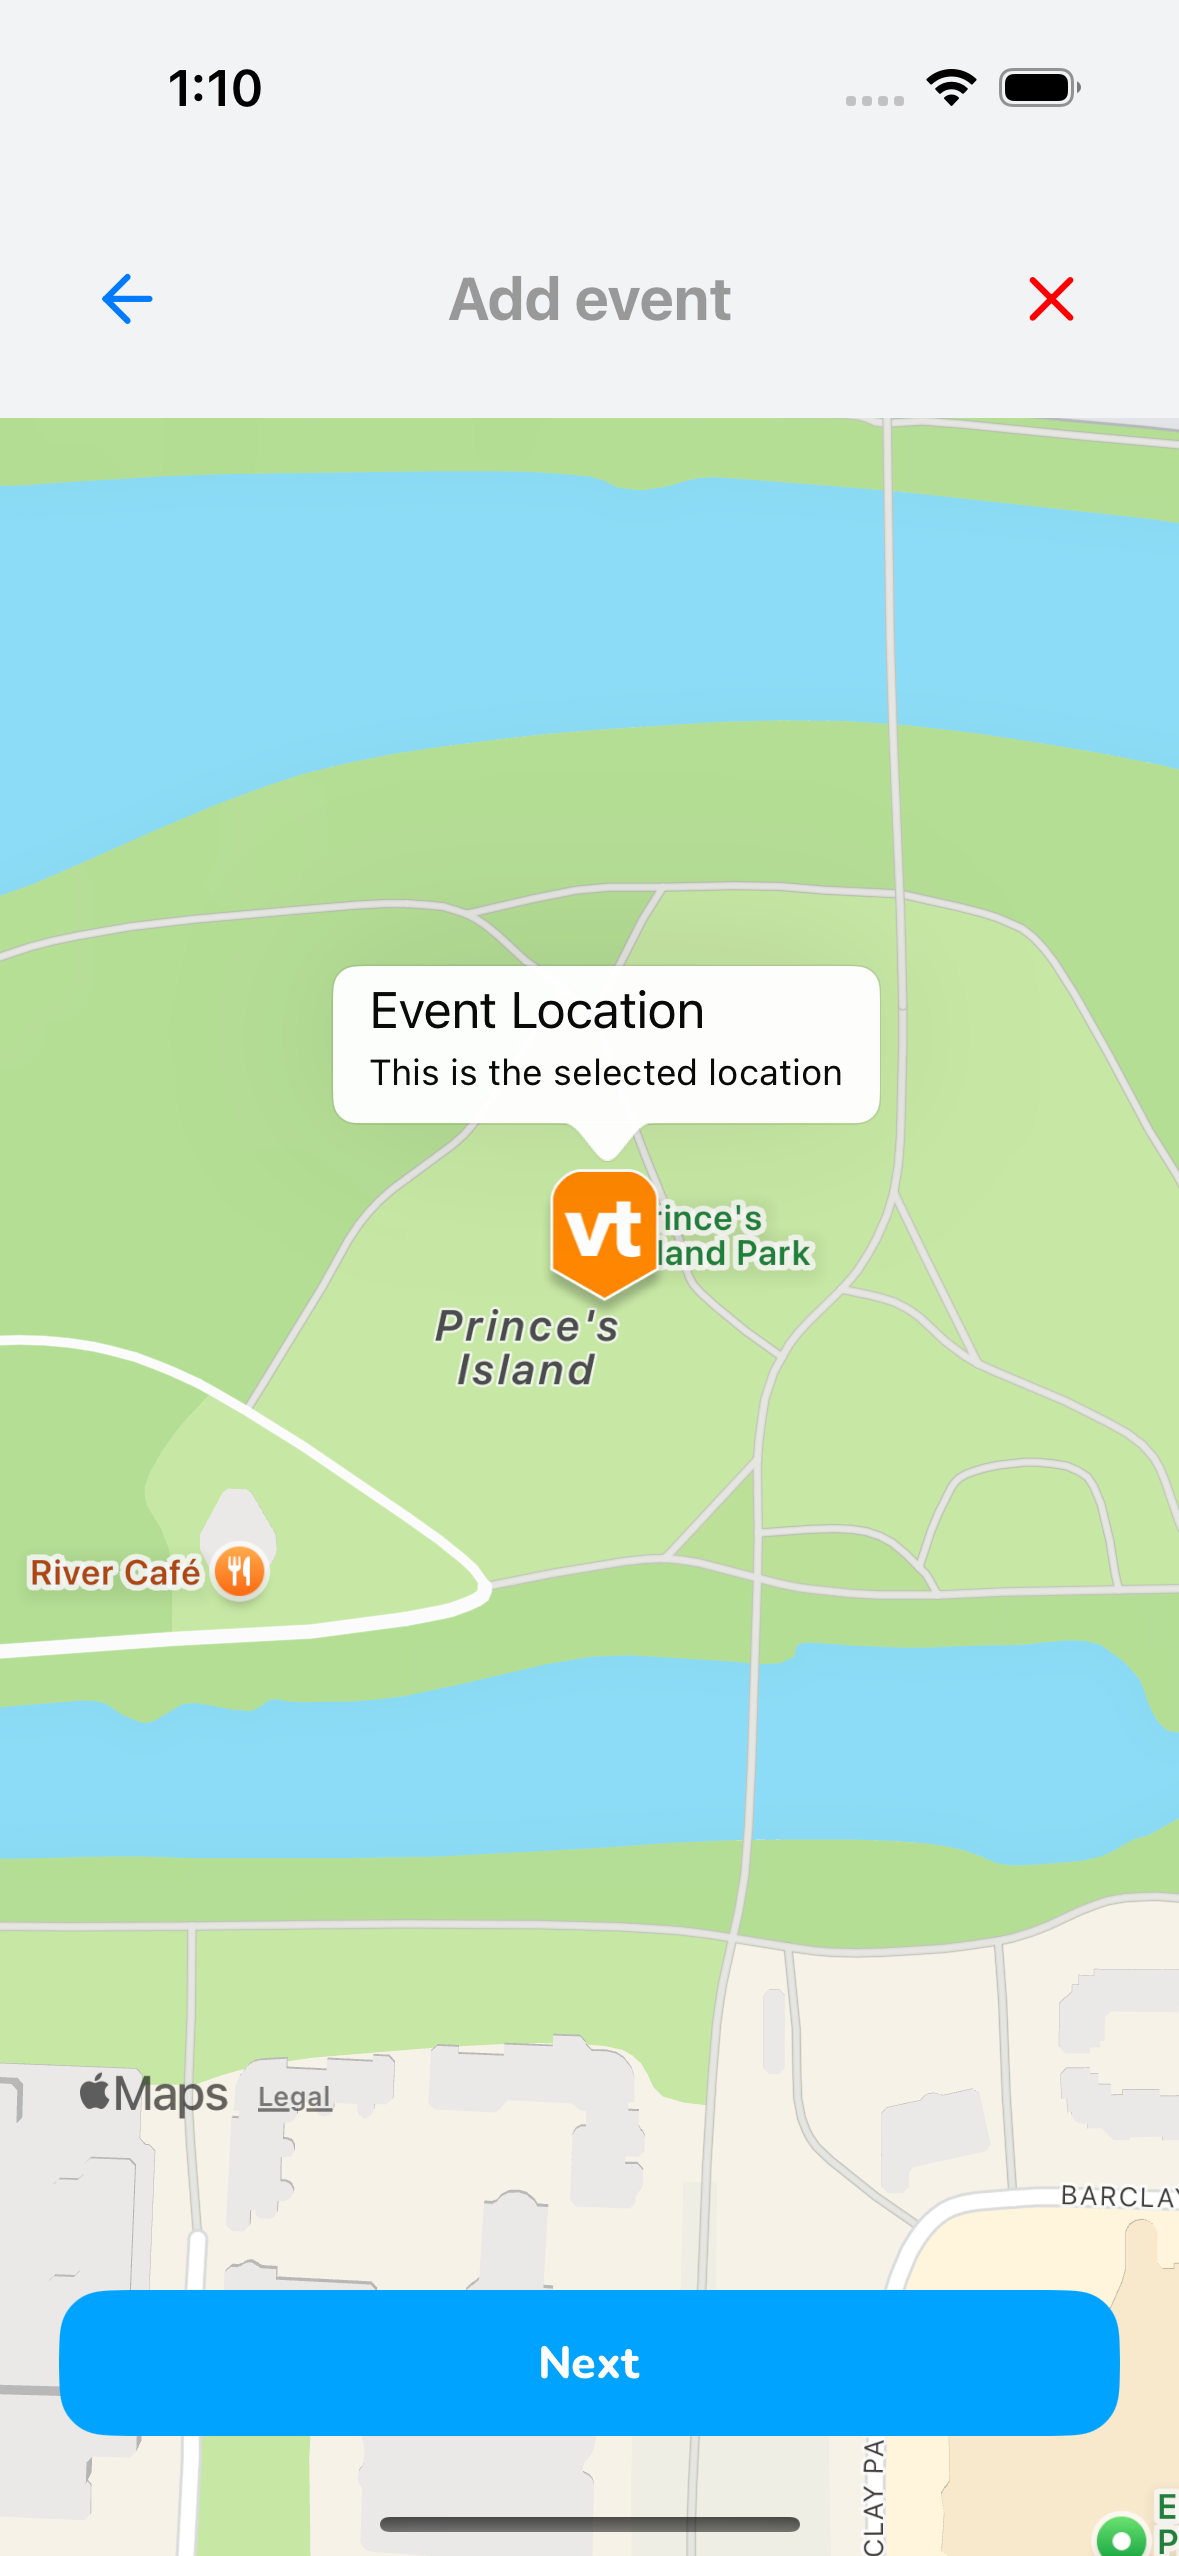 1:10
Add event
Event Location
This is the selected location
vt
ince's
land Park
Prince's
Island
River Café
Maps
Legal
BARCLAY
Next
CLAY PA
E
P